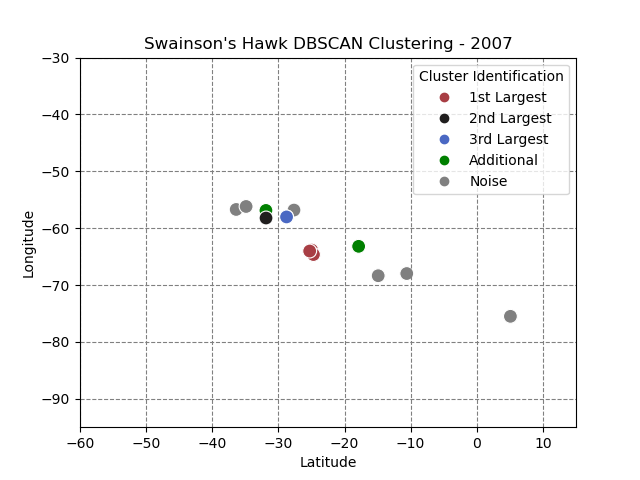 Swainson's Hawk DBSCAN Clustering - 2007
Cluster Identification
1st Largest
2nd Largest
3rd Largest
Additional
Noise
Longitude
−30
−40
−50
−60
−70
−80
−90
−60
−50
−40
−30
−20
−10
0
10
Latitude